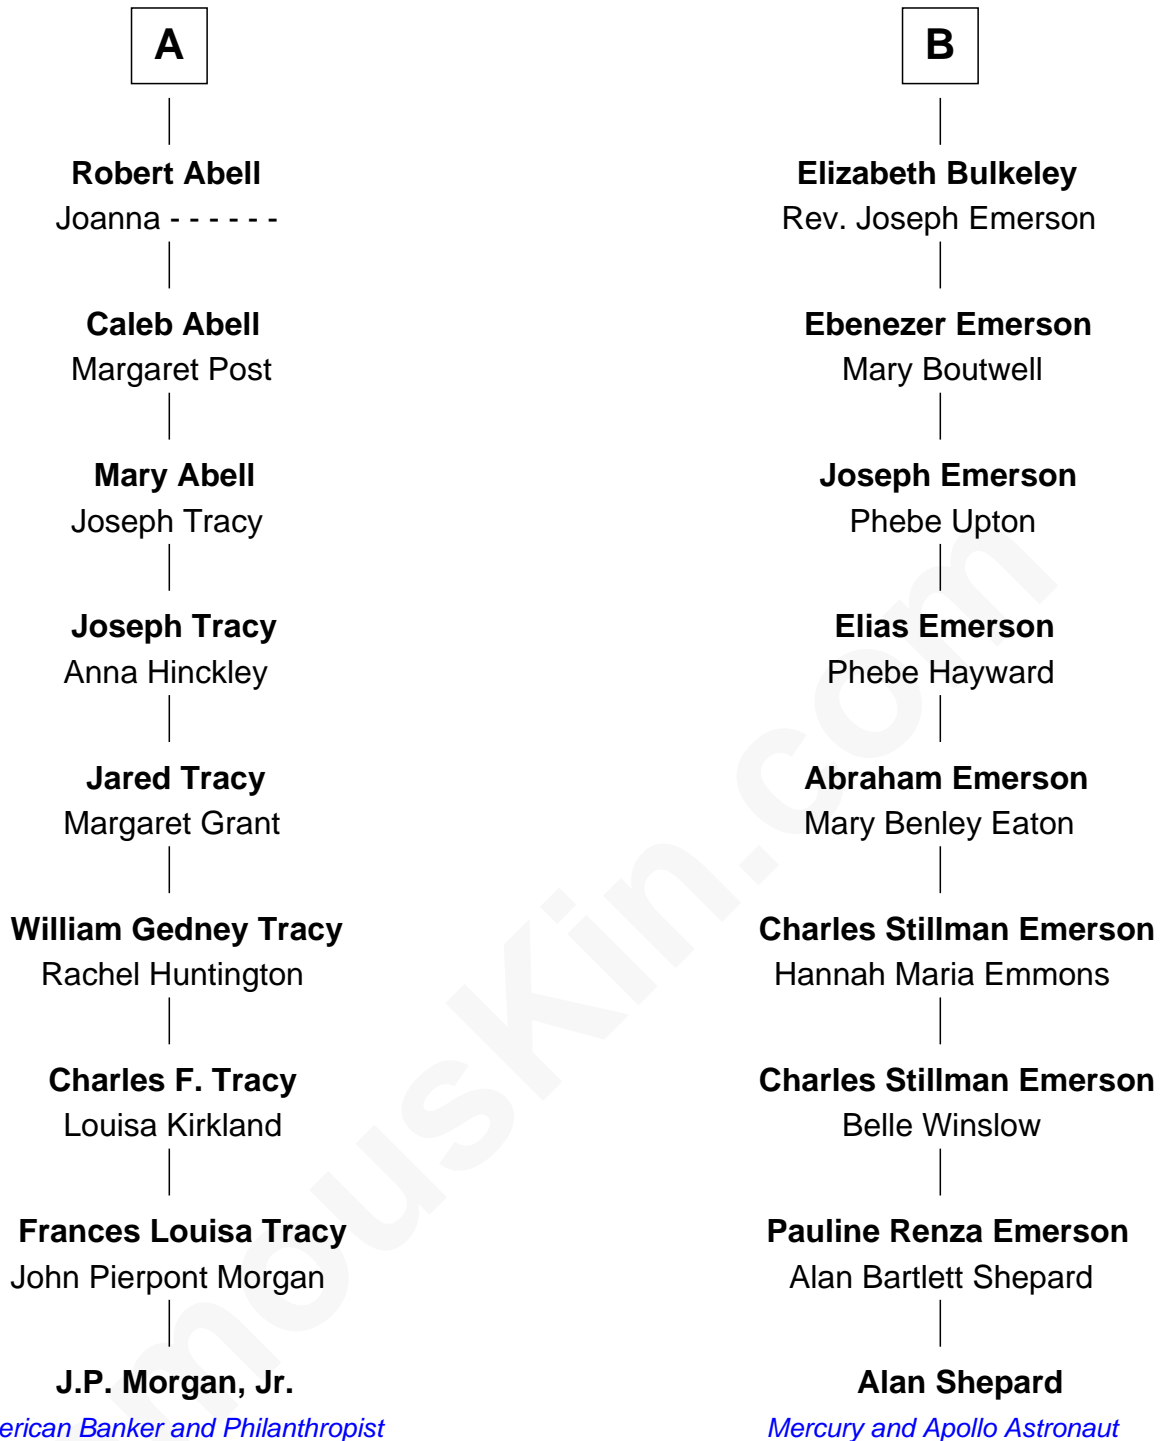 A
B
Robert Abell
Joanna - - - - - -
Elizabeth Bulkeley
Rev. Joseph Emerson
Caleb Abell
Margaret Post
Ebenezer Emerson
Mary Boutwell
Mary Abell
Joseph Tracy
Joseph Emerson
Phebe Upton
Joseph Tracy
Anna Hinckley
Elias Emerson
Phebe Hayward
Jared Tracy
Margaret Grant
Abraham Emerson
Mary Benley Eaton
William Gedney Tracy
Rachel Huntington
Charles Stillman Emerson
Hannah Maria Emmons
Charles F. Tracy
Louisa Kirkland
Charles Stillman Emerson
Belle Winslow
Frances Louisa Tracy
John Pierpont Morgan
Pauline Renza Emerson
Alan Bartlett Shepard
J.P. Morgan, Jr.
erican Banker and Philanthropist
Alan Shepard
Mercury and Apollo Astronaut
mousKin.com